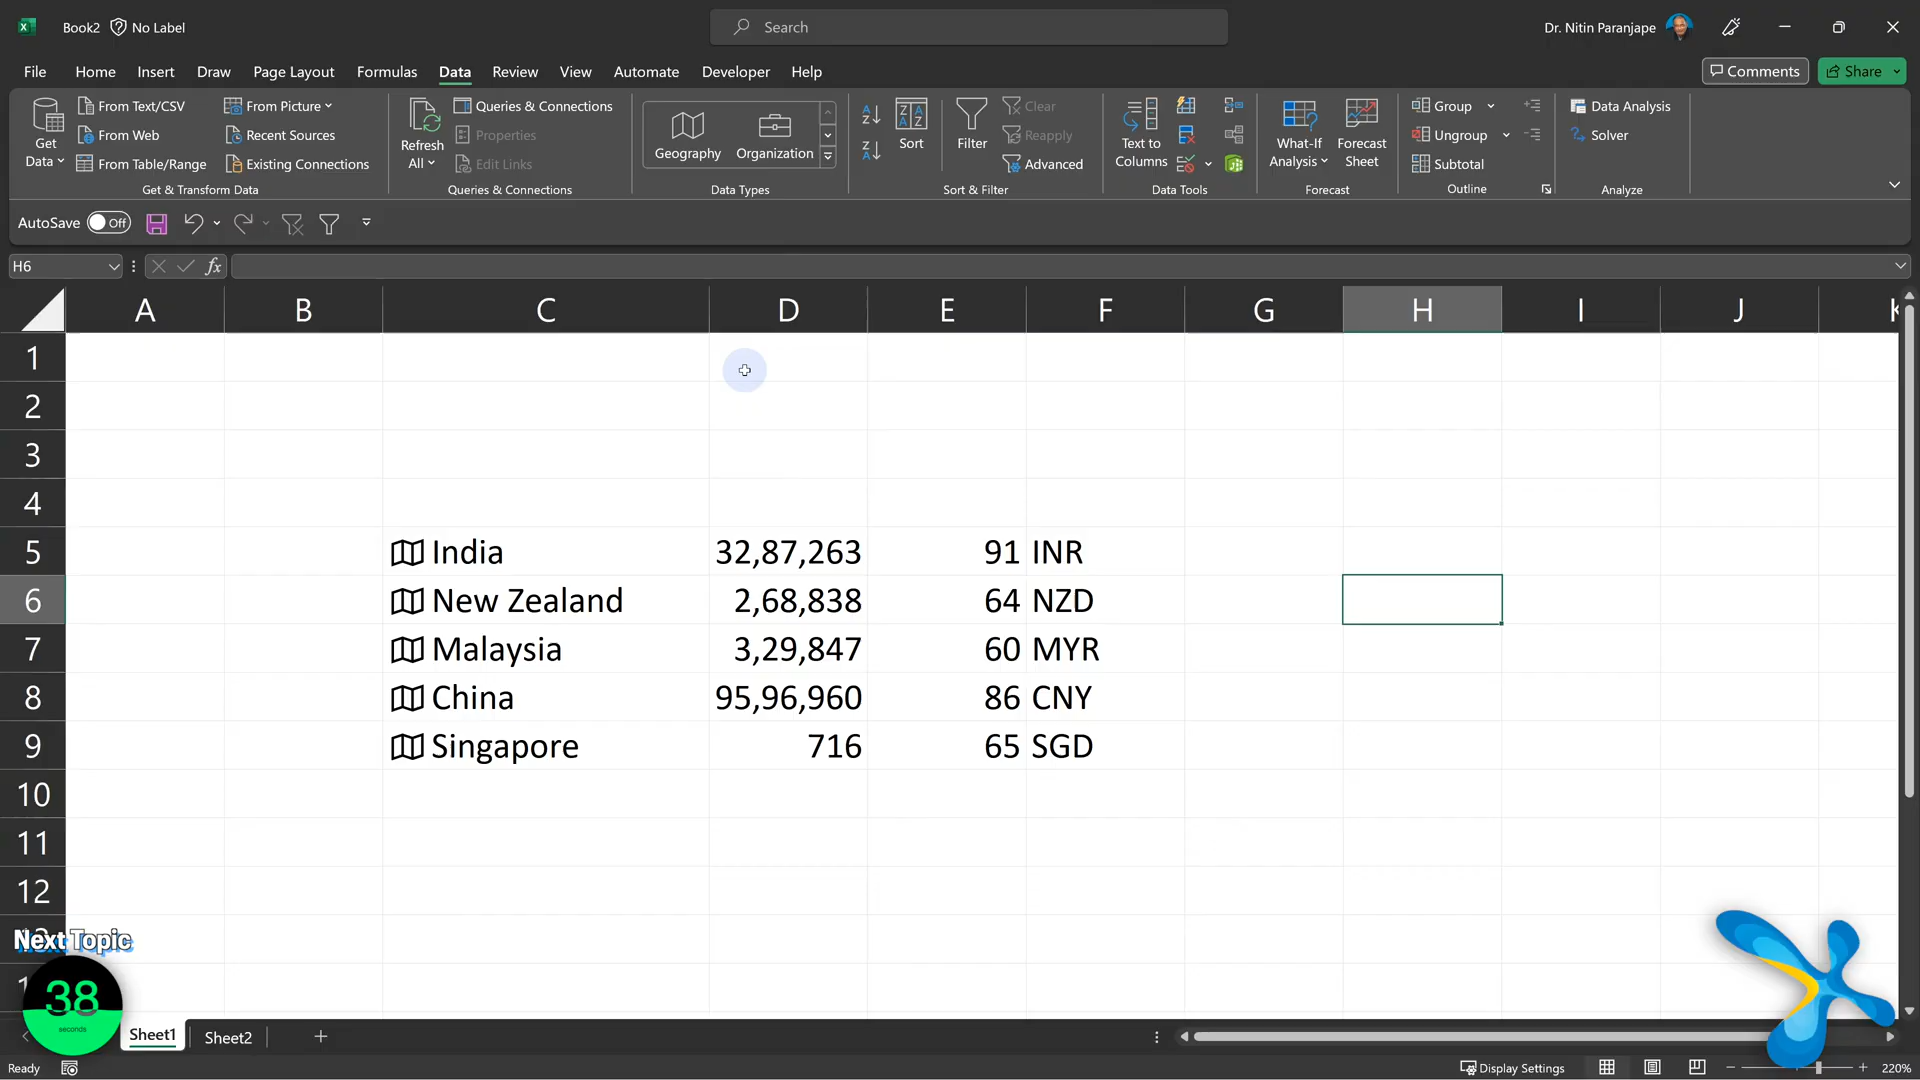 Book2 No Label
Search
Dr. Nitin Paranjape
File Home Insert Draw Page Layout Formulas Data Review View Automate Developer Help
Comments Share
Get Data
From Text/CSV
From Web
From Table/Range
From Picture
Recent Sources
Existing Connections
Get & Transform Data
Refresh All
Queries & Connections
Properties
Edit Links
Queries & Connections
Geography Organization
Data Types
Sort
Filter
Clear
Reapply
Advanced
Sort & Filter
Text to Columns
Data Tools
What-If Analysis
Forecast Sheet
Forecast
Group
Ungroup
Subtotal
Outline
Data Analysis
Solver
Analyze
AutoSave Off
H6 fx
A B C D E F G H I J K
1
2
3
4
5 India 32,87,263 91 INR
6 New Zealand 2,68,838 64 NZD
7 Malaysia 3,29,847 60 MYR
8 China 95,96,960 86 CNY
9 Singapore 716 65 SGD
10
11
12
Next Topic
38
seconds
Sheet1 Sheet2
Ready
Display Settings
220%